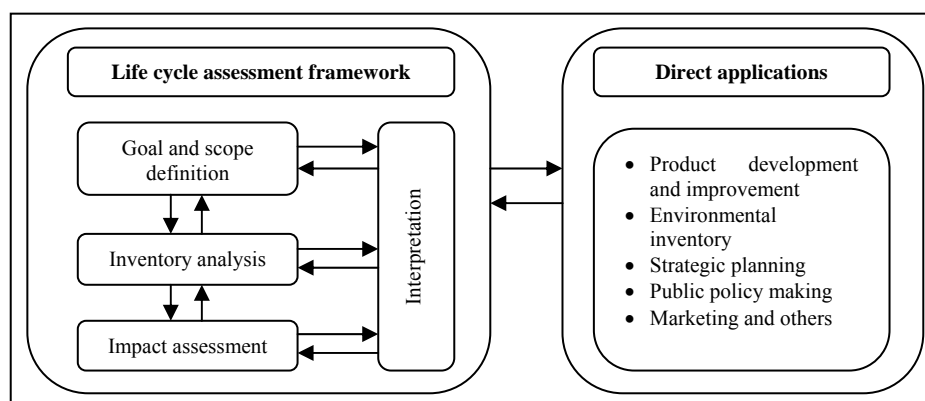 Life cycle assessment framework
Goal and scope
definition
Inventory analysis
Impact assessment
Interpretation
Direct applications
• Product development
and improvement
• Environmental
inventory
• Strategic planning
• Public policy making
• Marketing and others